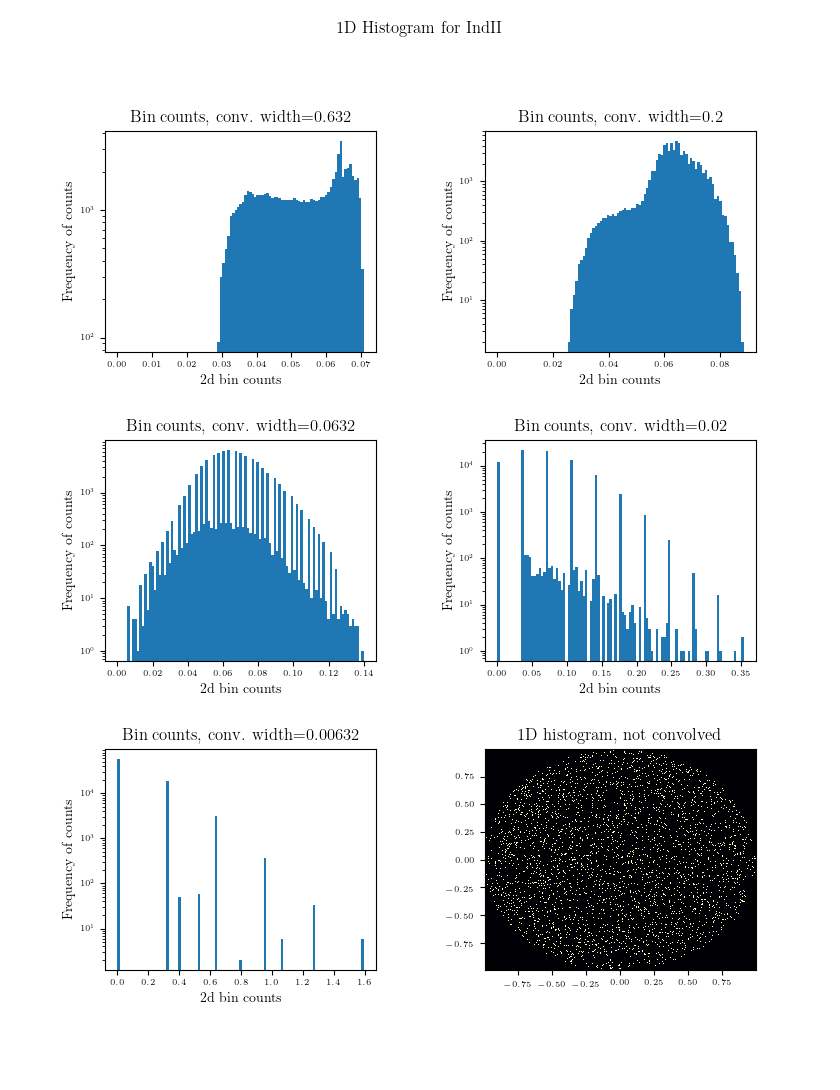 1D Histogram for IndII
Bin counts, conv. width=0.632
Frequency of counts
10³
10²
0.00 0.01 0.02 0.02 0.03 0.04 0.05 0.06 0.07
2d bin counts
Bin counts, conv. width=0.2
Frequency of counts
10³
10²
10¹
0.00 0.02 0.04 0.06 0.08
2d bin counts
Bin counts, conv. width=0.0632
Frequency of counts
10³
10²
10¹
10⁰
0.00 0.02 0.04 0.06 0.08 0.10 0.12 0.14
2d bin counts
Bin counts, conv. width=0.02
Frequency of counts
10⁴
10³
10²
10¹
10⁰
0.00 0.05 0.10 0.15 0.20 0.25 0.30 0.35
2d bin counts
Bin counts, conv. width=0.00632
Frequency of counts
10⁴
10³
10²
10¹
0.0 0.2 0.4 0.6 0.8 1.0 1.2 1.4 1.6
2d bin counts
1D histogram, not convolved
0.75
0.50
0.25
0.00
−0.25
−0.50
−0.75
−0.75 −0.50 −0.25 0.00 0.25 0.50 0.75